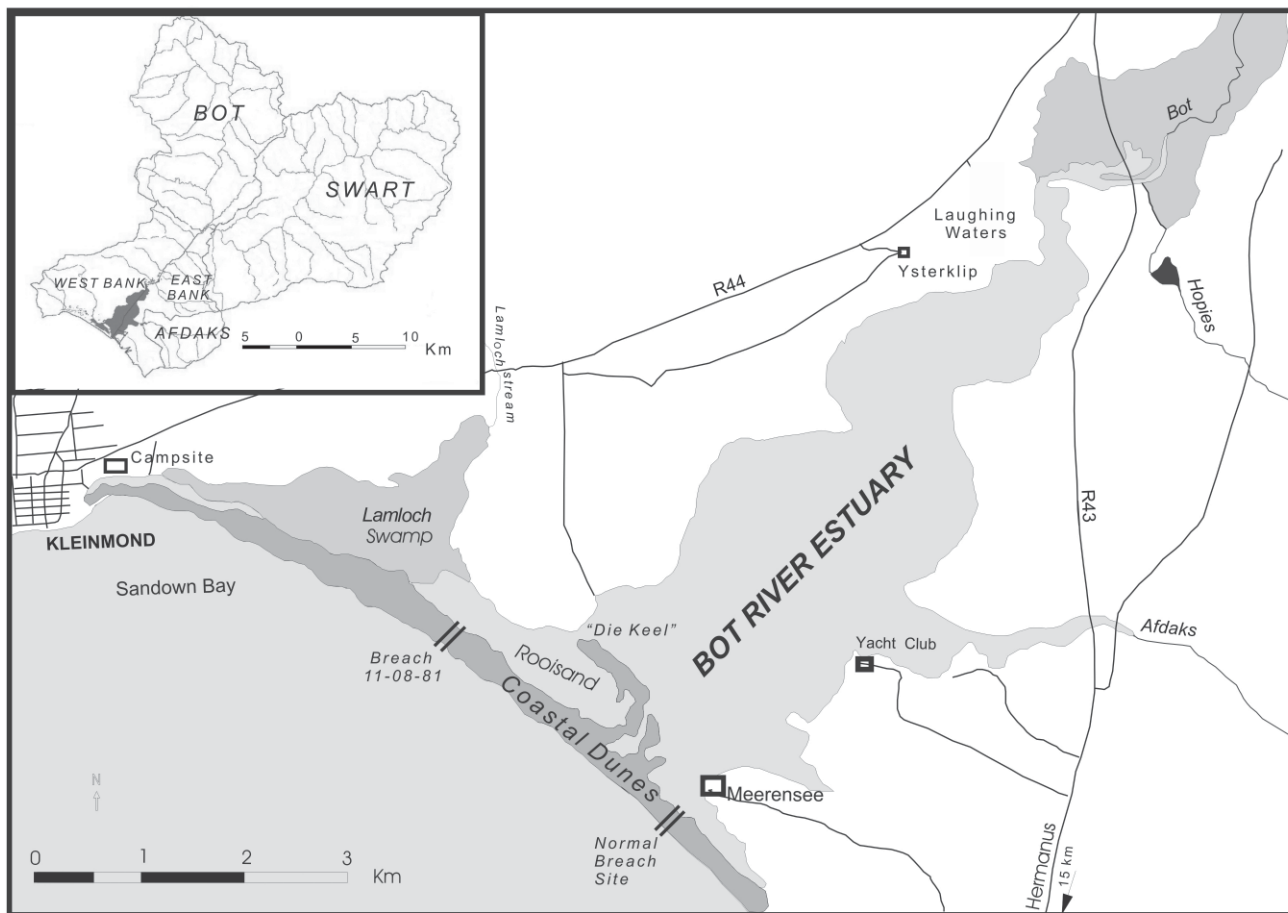 BOT
SWART
WEST BANK
EAST
BANK
AFDAKS
5 0 5 10
Km
Bot
Laughing
Waters
Ysterklip
R44
Hopies
Lamloch stream
Campsite
Lamloch
Swamp
KLEINMOND
Sandown Bay
BOT RIVER ESTUARY
R43
"Die Keel"
Afdaks
Yacht Club
Rooisand
Breach
11-08-81
Coastal Dunes
N
Meerensee
Normal
Breach
Site
0 1 2 3
Km
Hermanus
15 km